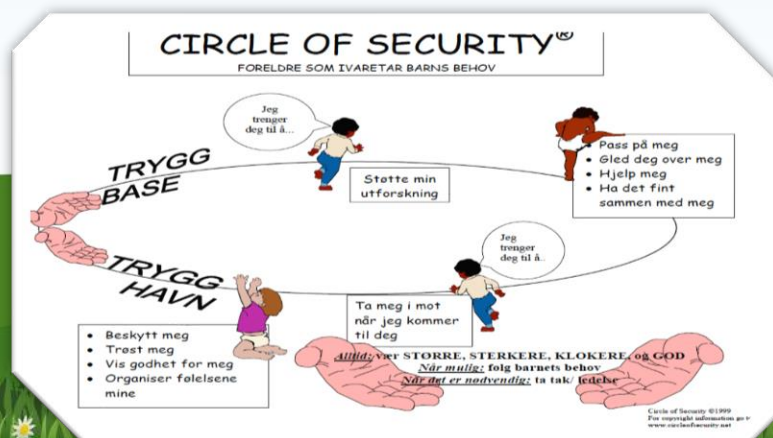 CIRCLE OF SECURITY®
FORELDRE SOM IVARETAR BARNS BEHOV
Jeg
trenger
deg til å...
TRYGG
BASE
Støtte min
utforskning
• Pass på meg
• Gled deg over meg
• Hjelp meg
• Ha det fint
sammen med meg
Jeg
trenger
deg til å..
TRYGG
HAVN
Ta meg i mot
når jeg kommer
til deg
• Beskytt meg
• Trøst meg
• Vis godhet for meg
• Organiser følelsene
mine
Alltid: vær STØRRE, STERKERE, KLOKERE, og GOD
Når mulig: følg barnets behov
Når det er nødvendig: ta tak/ ledelse
Circle of Security ©1999
For copyright information go
www.circleofsecurity.net